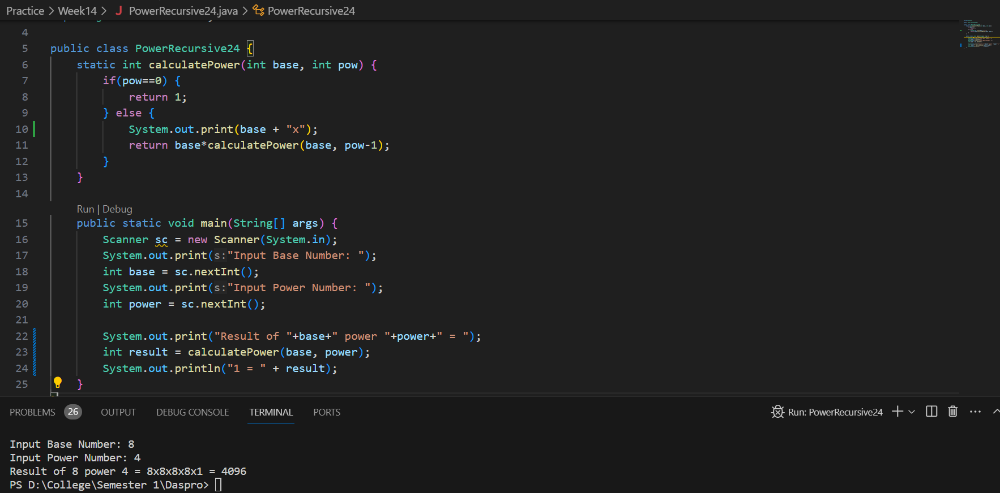 Practice > Week14 > J PowerRecursive24.java > PowerRecursive24
4
5 public class PowerRecursive24 {
6 static int calculatePower(int base, int pow) {
7 if(pow==0) {
8 return 1;
9 } else {
10 System.out.print(base + "x");
11 return base*calculatePower(base, pow-1);
12 }
13 }
14
Run | Debug
15 public static void main(String[] args) {
16 Scanner sc = new Scanner(System.in);
17 System.out.print(s:"Input Base Number: ");
18 int base = sc.nextInt();
19 System.out.print(s:"Input Power Number: ");
20 int power = sc.nextInt();
21
22 System.out.print("Result of "+base+" power "+power+" = ");
23 int result = calculatePower(base, power);
24 System.out.println("1 = " + result);
25 }
PROBLEMS 26 OUTPUT DEBUG CONSOLE TERMINAL PORTS Run: PowerRecursive24
Input Base Number: 8
Input Power Number: 4
Result of 8 power 4 = 8x8x8x8x1 = 4096
PS D:\College\Semester 1\Daspro>